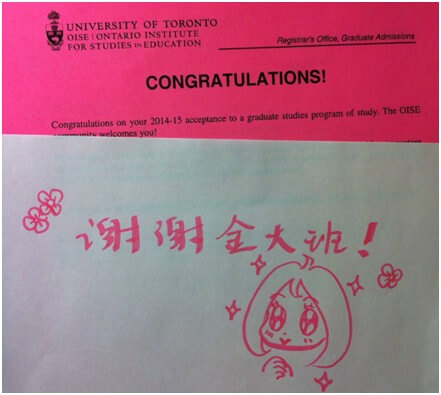 UNIVERSITY OF TORONTO
OISE | ONTARIO INSTITUTE
FOR STUDIES IN EDUCATION
Registrar's Office, Graduate Admissions
CONGRATULATIONS!
Congratulations on your 2014-15 acceptance to a graduate studies program of study. The OISE
community welcomes you!
谢谢金大班！